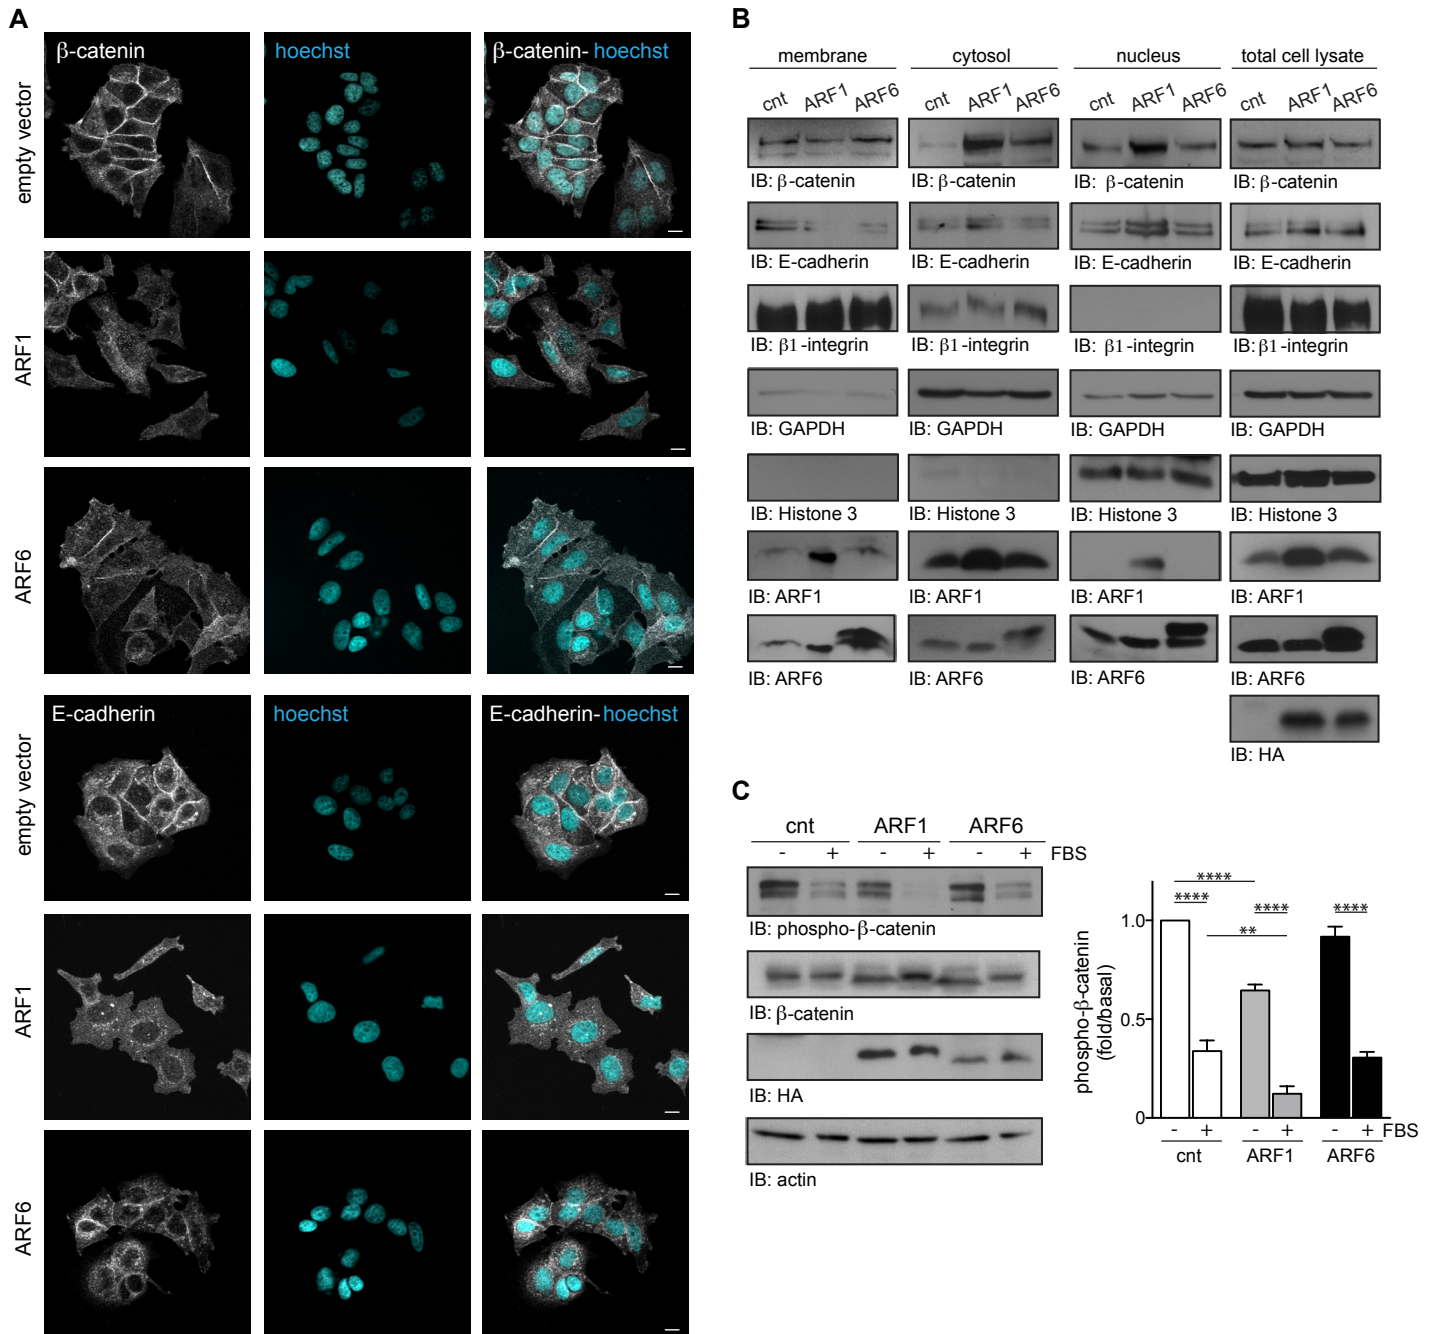 A
β-catenin
hoechst
β-catenin- hoechst
empty vector
ARF1
ARF6
E-cadherin
hoechst
E-cadherin- hoechst
empty vector
ARF1
ARF6
B
membrane cytosol nucleus total cell lysate
cnt ARF1 ARF6 cnt ARF1 ARF6 cnt ARF1 ARF6 cnt ARF1 ARF6
IB: β-catenin IB: β-catenin IB: β-catenin IB: β-catenin
IB: E-cadherin IB: E-cadherin IB: E-cadherin IB: E-cadherin
IB: β1-integrin IB: β1-integrin IB: β1-integrin IB: β1-integrin
IB: GAPDH IB: GAPDH IB: GAPDH IB: GAPDH
IB: Histone 3 IB: Histone 3 IB: Histone 3 IB: Histone 3
IB: ARF1 IB: ARF1 IB: ARF1 IB: ARF1
IB: ARF6 IB: ARF6 IB: ARF6 IB: ARF6
IB: HA
C
cnt ARF1 ARF6
- + - + - + FBS
IB: phospho-β-catenin
IB: β-catenin
IB: HA
IB: actin
phospho-β-catenin
(fold/basal)
1.0
0.5
0
****
**** **** ****
**
- + - + - + FBS
cnt ARF1 ARF6